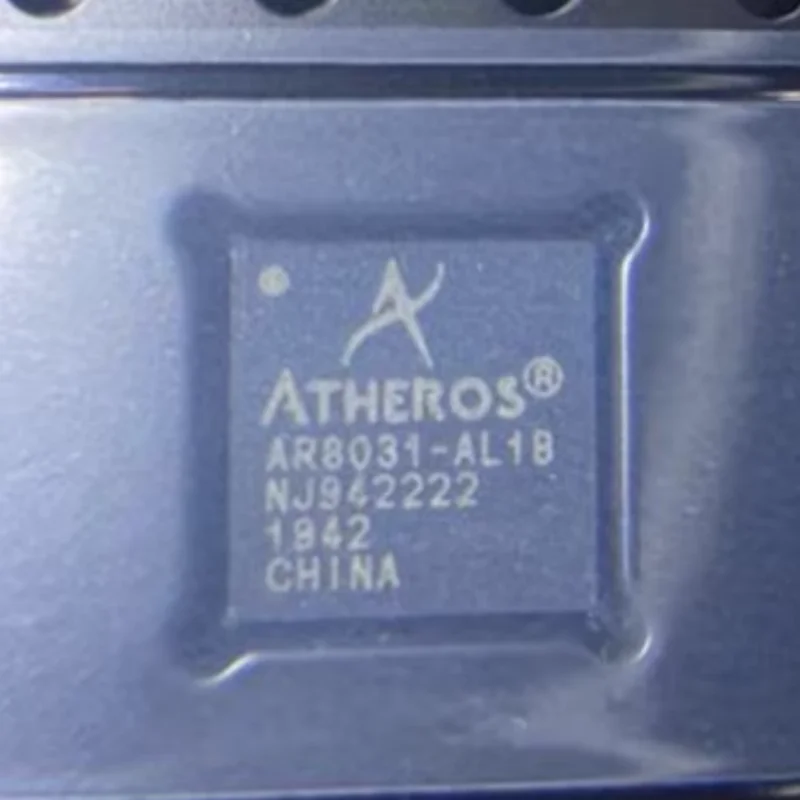 ATHEROS®
AR8031-AL1B
NJ942222
1942
CHINA